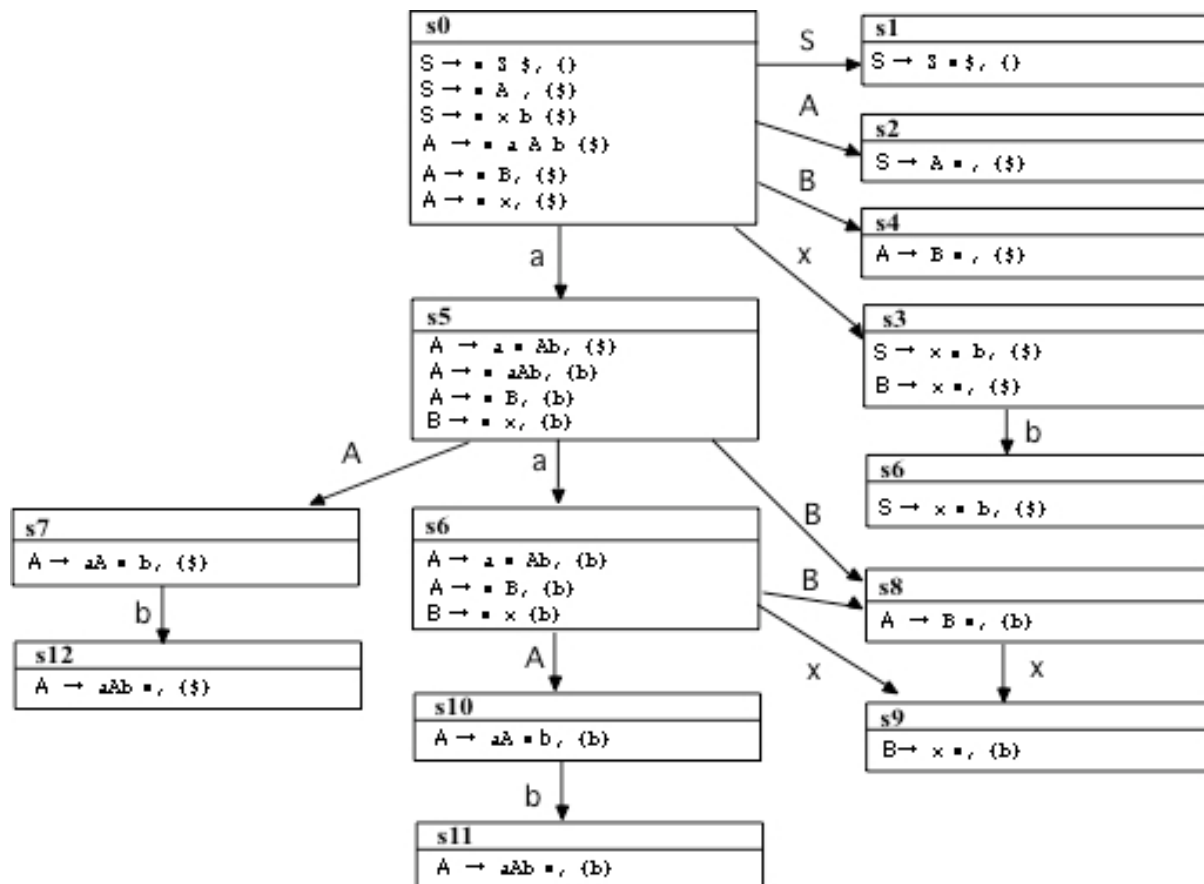 s0
S → ▪ S $, {}
S → ▪ A , {$}
S → ▪ x b {$}
A → ▪ a A b {$}
A → ▪ B, {$}
A → ▪ x, {$}
S
s1
S → S ▪ $, {}
A
s2
S → A ▪ , {$}
B
s4
A → B ▪ , {$}
x
s3
S → x ▪ b, {$}
B → x ▪, {$}
a
s5
A → a ▪ Ab, {$}
A → ▪ aAb, {b}
A → ▪ B, {b}
B → ▪ x, {b}
b
s6
S → x ▪ b, {$}
A
a
B
s7
A → aA ▪ b, {$}
s6
A → a ▪ Ab, {b}
A → ▪ B, {b}
B → ▪ x {b}
B
s8
A → B ▪, {b}
b
s12
A → aAb ▪, {$}
A
x
x
s10
A → aA ▪ b, {b}
s9
B → x ▪, {b}
b
s11
A → aAb ▪, {b}